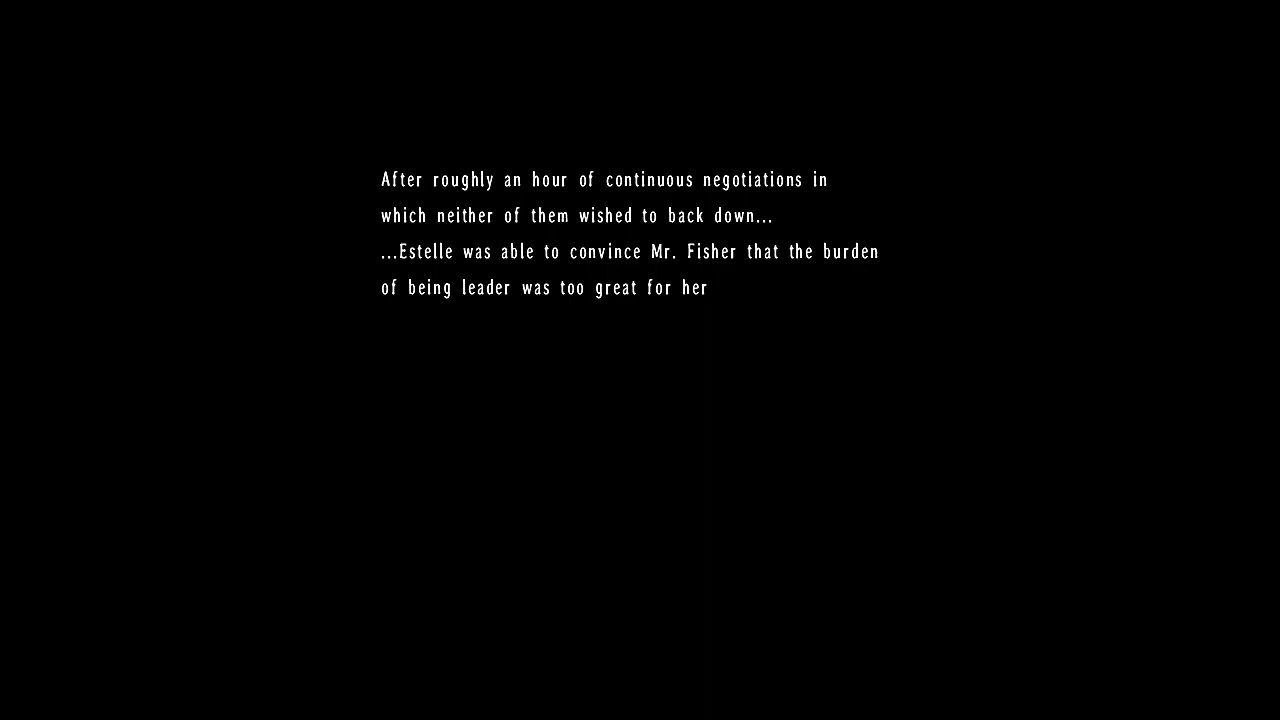 After roughly an hour of continuous negotiations in
which neither of them wished to back down...
...Estelle was able to convince Mr. Fisher that the burden
of being leader was too great for her